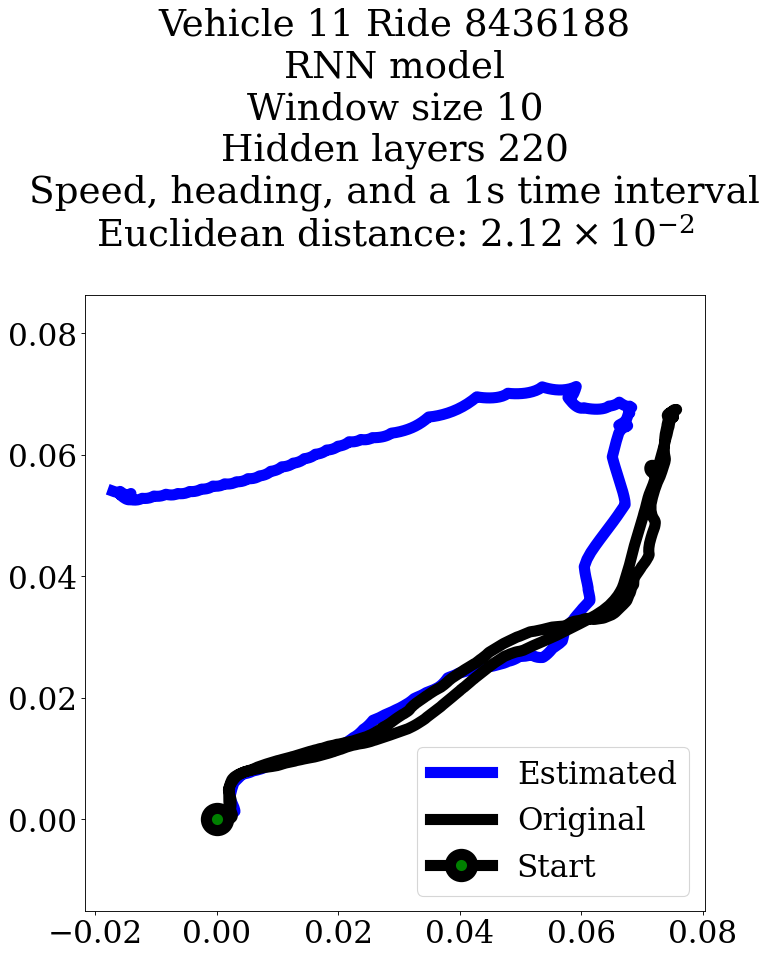 Vehicle 11 Ride 8436188
RNN model
Window size 10
Hidden layers 220
Speed, heading, and a 1s time interval
Euclidean distance: 2.12 × 10⁻²
0.08
0.06
0.04
0.02
0.00
Estimated
Original
Start
−0.02 0.00 0.02 0.04 0.06 0.08